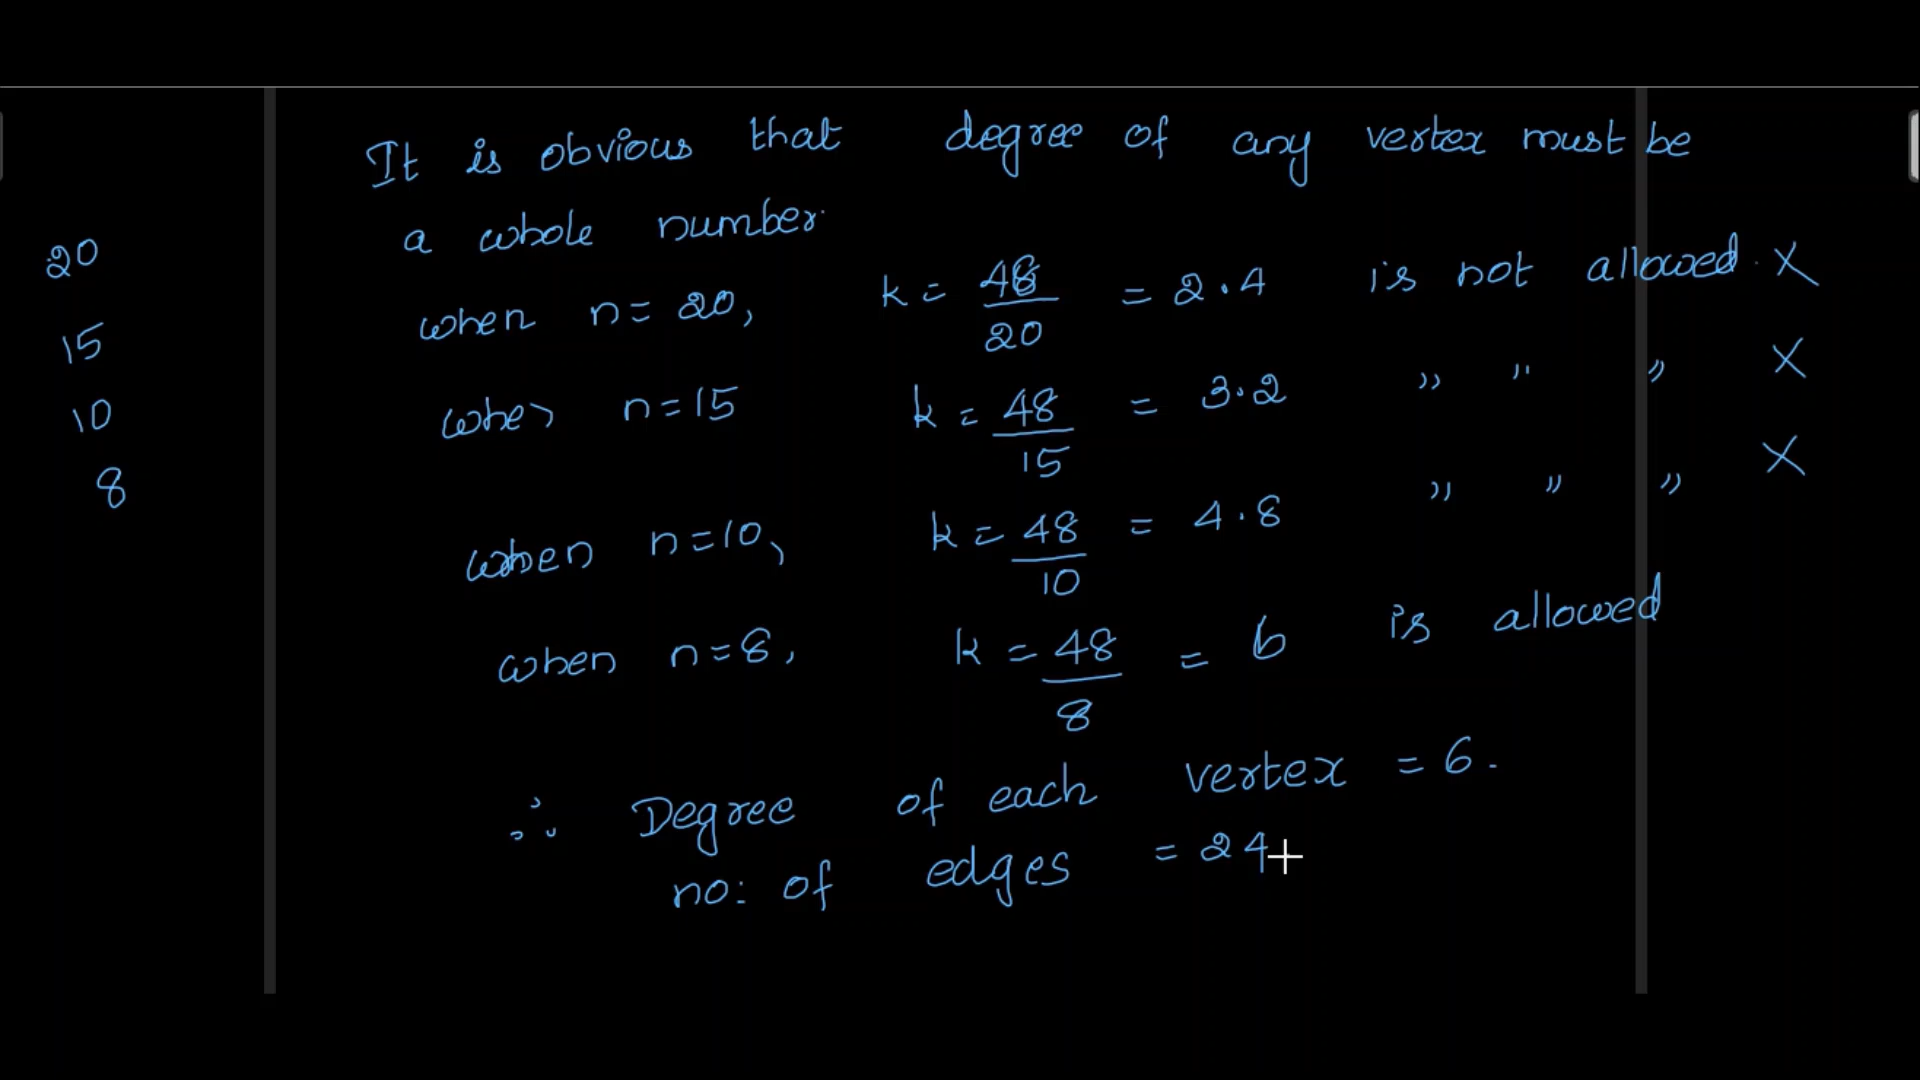 It is obvious that degree of any vertex must be
a whole number.
20
when n = 20, k = 48/20 = 2.4 is not allowed. X
15
when n = 15 k = 48/15 = 3.2 " " " X
10
when n = 10, k = 48/10 = 4.8 " " " X
8
when n = 8, k = 48/8 = 6 is allowed
∴ Degree of each vertex = 6.
no: of edges = 24